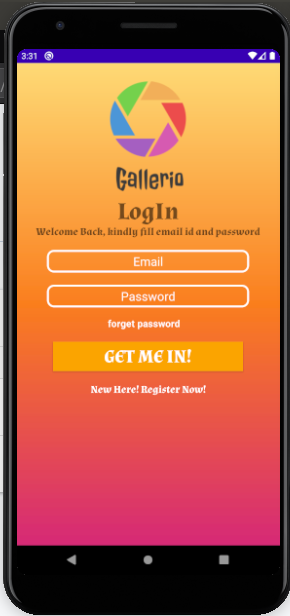 3:31
Gallerio
LogIn
Welcome Back, kindly fill email id and password
Email
Password
forget password
GET ME IN!
New Here! Register Now!